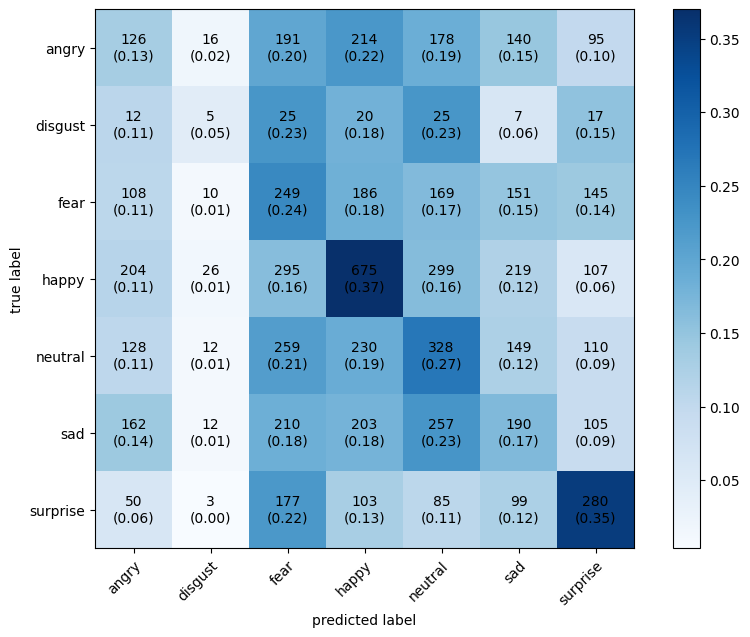 angry
126 16 191 214 178 140 95
(0.13) (0.02) (0.20) (0.22) (0.19) (0.15) (0.10)
disgust
12 5 25 20 25 7 17
(0.11) (0.05) (0.23) (0.18) (0.23) (0.06) (0.15)
fear
108 10 249 186 169 151 145
(0.11) (0.01) (0.24) (0.18) (0.17) (0.15) (0.14)
true label
happy
204 26 295 675 299 219 107
(0.11) (0.01) (0.16) (0.37) (0.16) (0.12) (0.06)
neutral
128 12 259 230 328 149 110
(0.11) (0.01) (0.21) (0.19) (0.27) (0.12) (0.09)
sad
162 12 210 203 257 190 105
(0.14) (0.01) (0.18) (0.18) (0.23) (0.17) (0.09)
surprise
50 3 177 103 85 99 280
(0.06) (0.00) (0.22) (0.13) (0.11) (0.12) (0.35)
angry disgust fear happy neutral sad surprise
predicted label
0.35
0.30
0.25
0.20
0.15
0.10
0.05